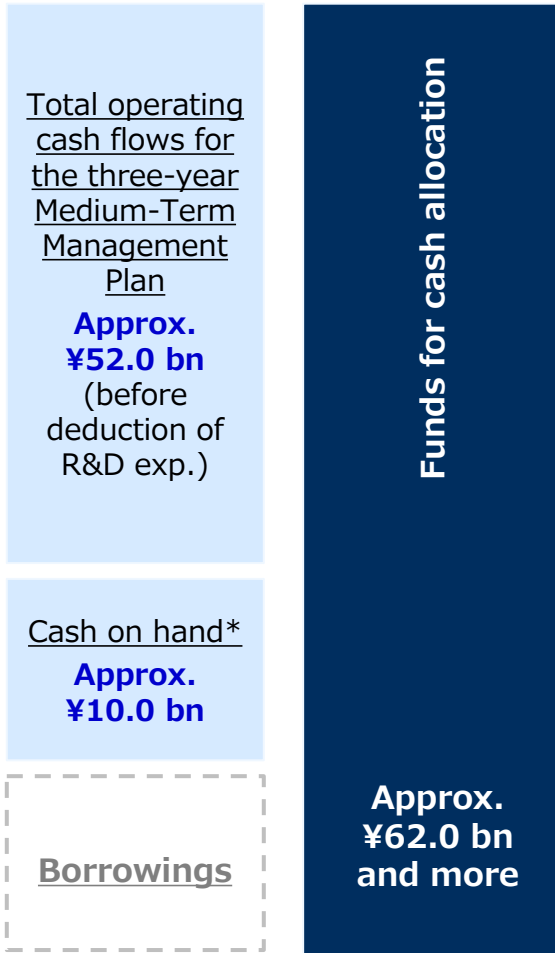 Total operating
cash flows for
the three-year
Medium-Term
Management
Plan
Approx.
¥52.0 bn
(before
deduction of
R&D exp.)
Cash on hand*
Approx.
¥10.0 bn
Borrowings
Funds for cash allocation
Approx.
¥62.0 bn
and more